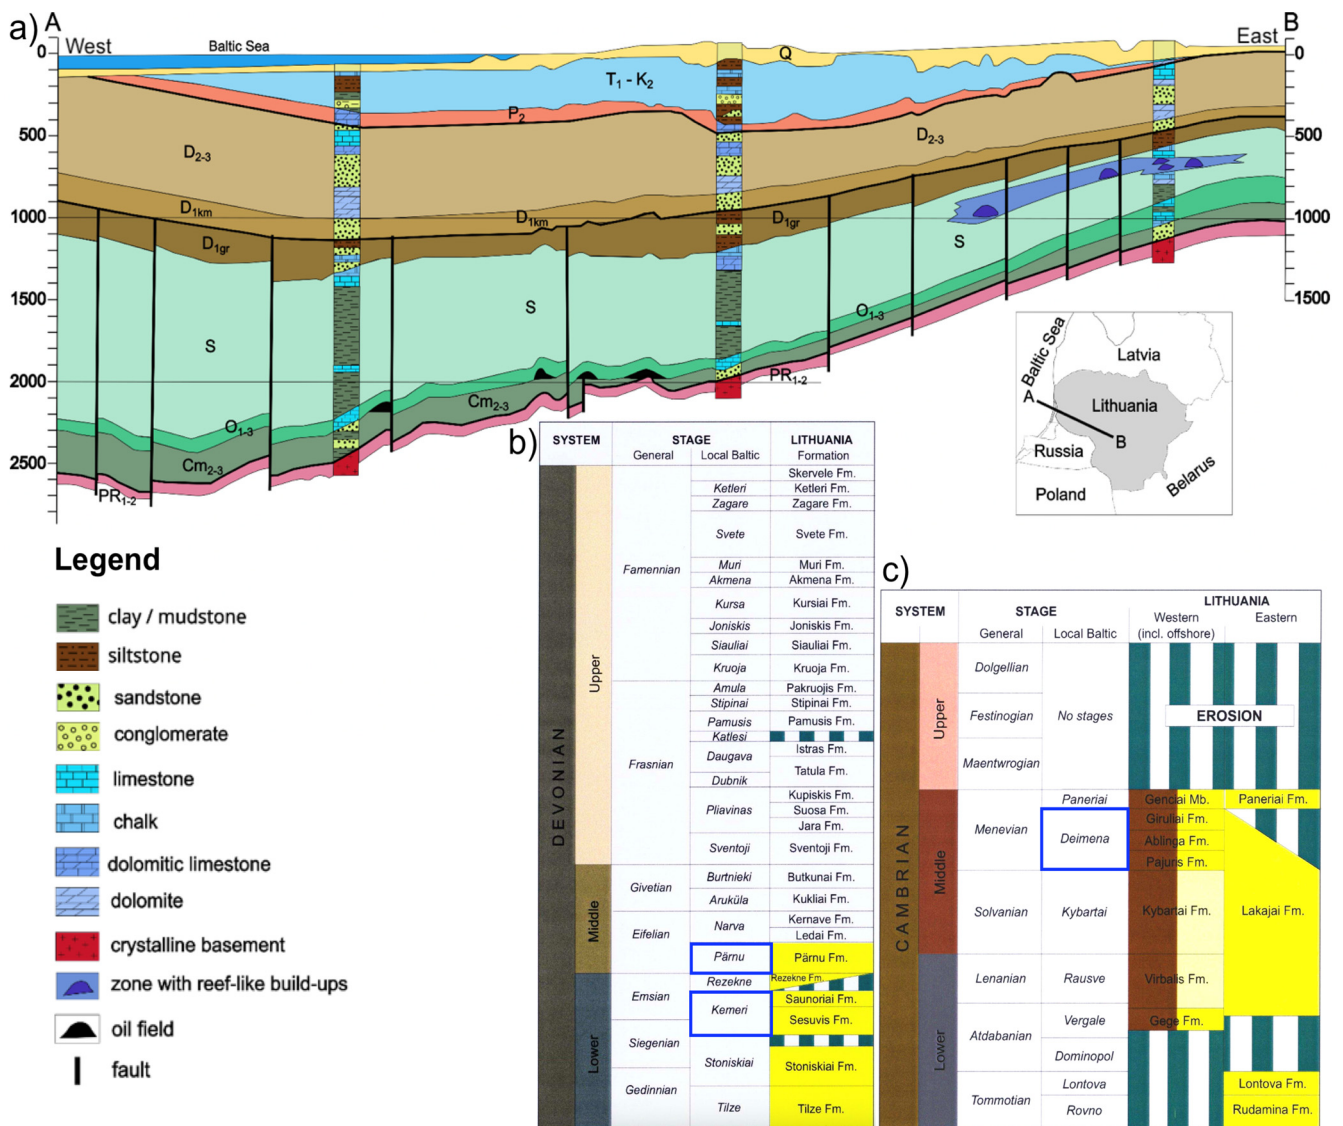 a) A
B
West
Baltic Sea
East
0
500
1000
1500
2000
2500
0
500
1000
1500
Q
T1 - K2
P2
D2-3
D2-3
D1km
D1km
D1gr
D1gr
S
S
S
O1-3
O1-3
Cm2-3
Cm2-3
PR1-2
PR1-2
Baltic Sea
Latvia
A
Lithuania
B
Russia
Poland
Belarus
Legend
clay / mudstone
siltstone
sandstone
conglomerate
limestone
chalk
dolomitic limestone
dolomite
crystalline basement
zone with reef-like build-ups
oil field
fault
b)
SYSTEM STAGE LITHUANIA
General Local Baltic Formation
DEVONIAN
Upper
Middle
Lower
Famennian
Frasnian
Givetian
Eifelian
Emsian
Siegenian
Gedinnian
Skervele Fm.
Ketleri Ketleri Fm.
Zagare Zagare Fm.
Svete Svete Fm.
Muri Muri Fm.
Akmena Akmena Fm.
Kursa Kursiai Fm.
Joniskis Joniskis Fm.
Siauliai Siauliai Fm.
Kruoja Kruoja Fm.
Amula Pakruojis Fm.
Stipinai Stipinai Fm.
Pamusis Pamusis Fm.
Katlesi
Daugava Istras Fm.
Dubnik Tatula Fm.
Pliavinas Kupiskis Fm.
Suosa Fm.
Jara Fm.
Sventoji Sventoji Fm.
Burtnieki Butkunai Fm.
Aruküla Kukliai Fm.
Narva Kernave Fm.
Ledai Fm.
Pärnu Pärnu Fm.
Rezekne Rezekne Fm.
Kemeri Saunoriai Fm.
Sesuvis Fm.
Stoniskiai Stoniskiai Fm.
Tilze Tilze Fm.
c)
LITHUANIA
SYSTEM STAGE Western Eastern
General Local Baltic (incl. offshore)
CAMBRIAN
Upper
Middle
Lower
Dolgellian
Festinogian No stages EROSION
Maentwrogian
Paneriai Genciai Mb. Paneriai Fm.
Menevian Deimena Giruliai Fm.
Ablinga Fm.
Pajuris Fm.
Solvanian Kybartai Kybartai Fm. Lakajai Fm.
Lenanian Rausve Virbalis Fm.
Atdabanian Vergale Gege Fm.
Dominopol
Tommotian Lontova Lontova Fm.
Rovno Rudamina Fm.